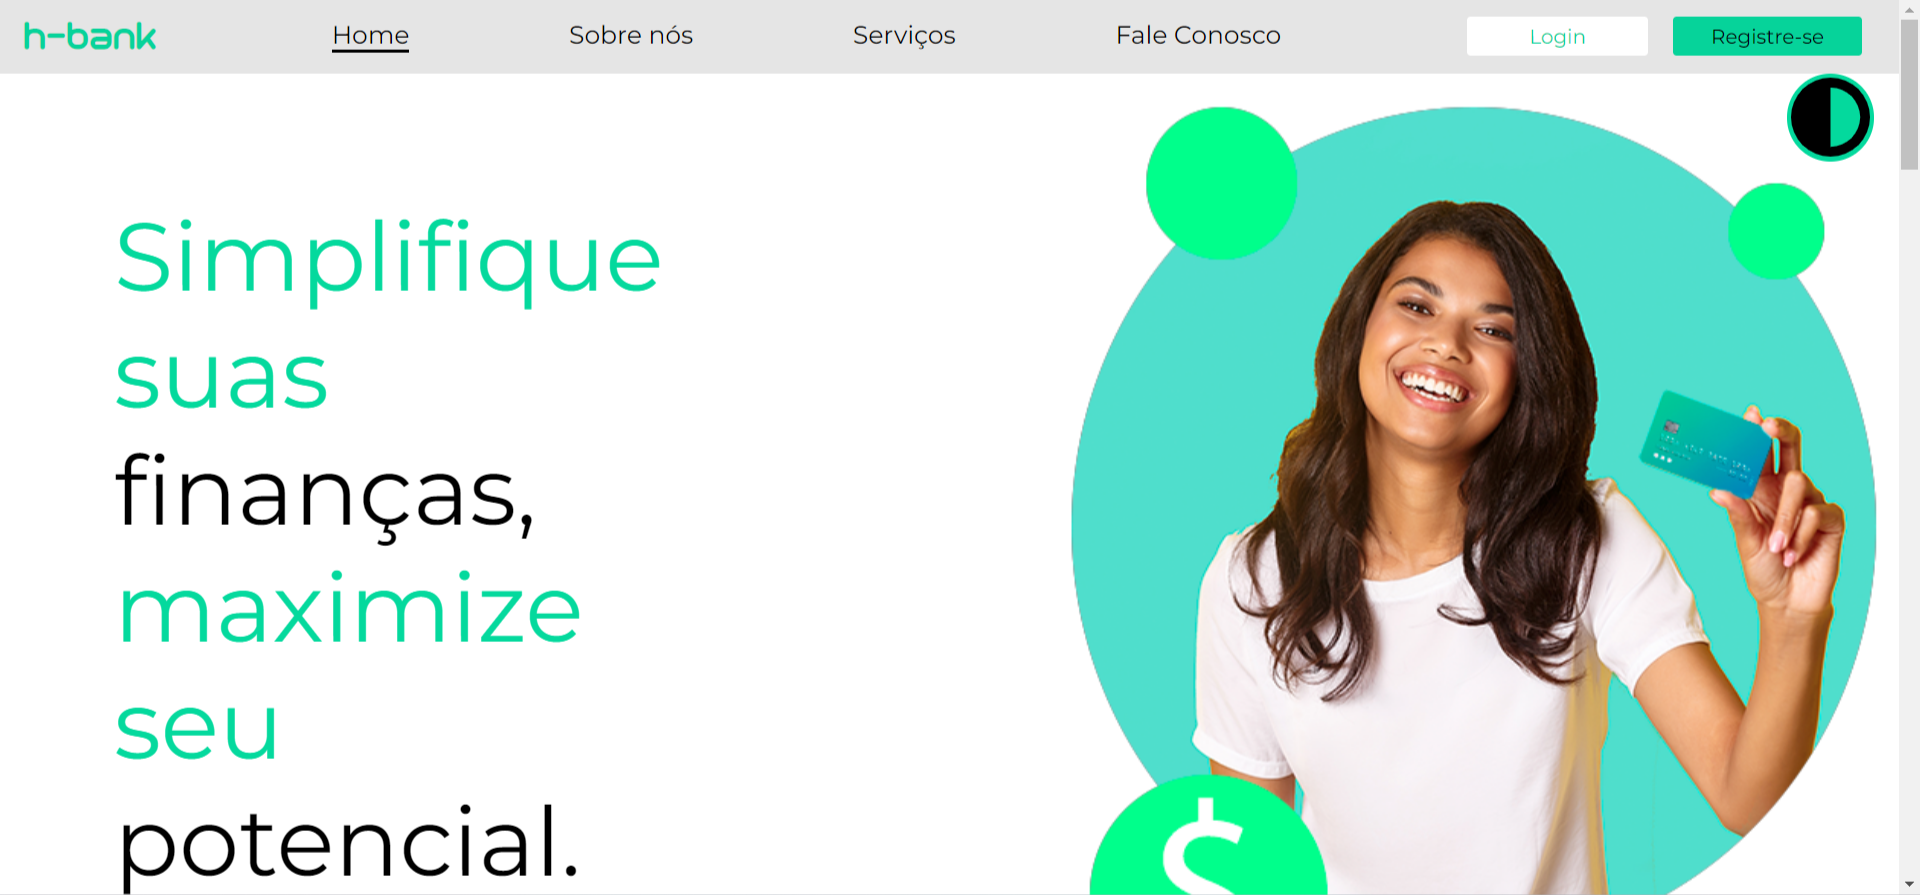 h-bank Home Sobre nós Serviços Fale Conosco Login Registre-se
Simplifique
suas
finanças,
maximize
seu
potencial.
$